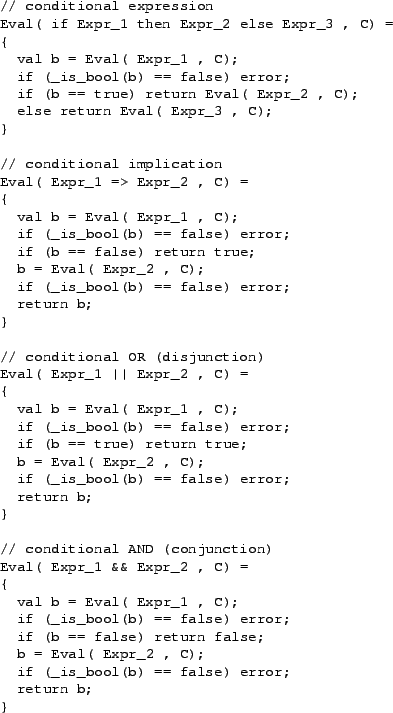 // conditional expression
Eval( if Expr_1 then Expr_2 else Expr_3 , C) =
{
  val b = Eval( Expr_1 , C);
  if (_is_bool(b) == false) error;
  if (b == true) return Eval( Expr_2 , C);
  else return Eval( Expr_3 , C);
}

// conditional implication
Eval( Expr_1 => Expr_2 , C) =
{
  val b = Eval( Expr_1 , C);
  if (_is_bool(b) == false) error;
  if (b == false) return true;
  b = Eval( Expr_2 , C);
  if (_is_bool(b) == false) error;
  return b;
}

// conditional OR (disjunction)
Eval( Expr_1 || Expr_2 , C) =
{
  val b = Eval( Expr_1 , C);
  if (_is_bool(b) == false) error;
  if (b == true) return true;
  b = Eval( Expr_2 , C);
  if (_is_bool(b) == false) error;
  return b;
}

// conditional AND (conjunction)
Eval( Expr_1 && Expr_2 , C) =
{
  val b = Eval( Expr_1 , C);
  if (_is_bool(b) == false) error;
  if (b == false) return false;
  b = Eval( Expr_2 , C);
  if (_is_bool(b) == false) error;
  return b;
}